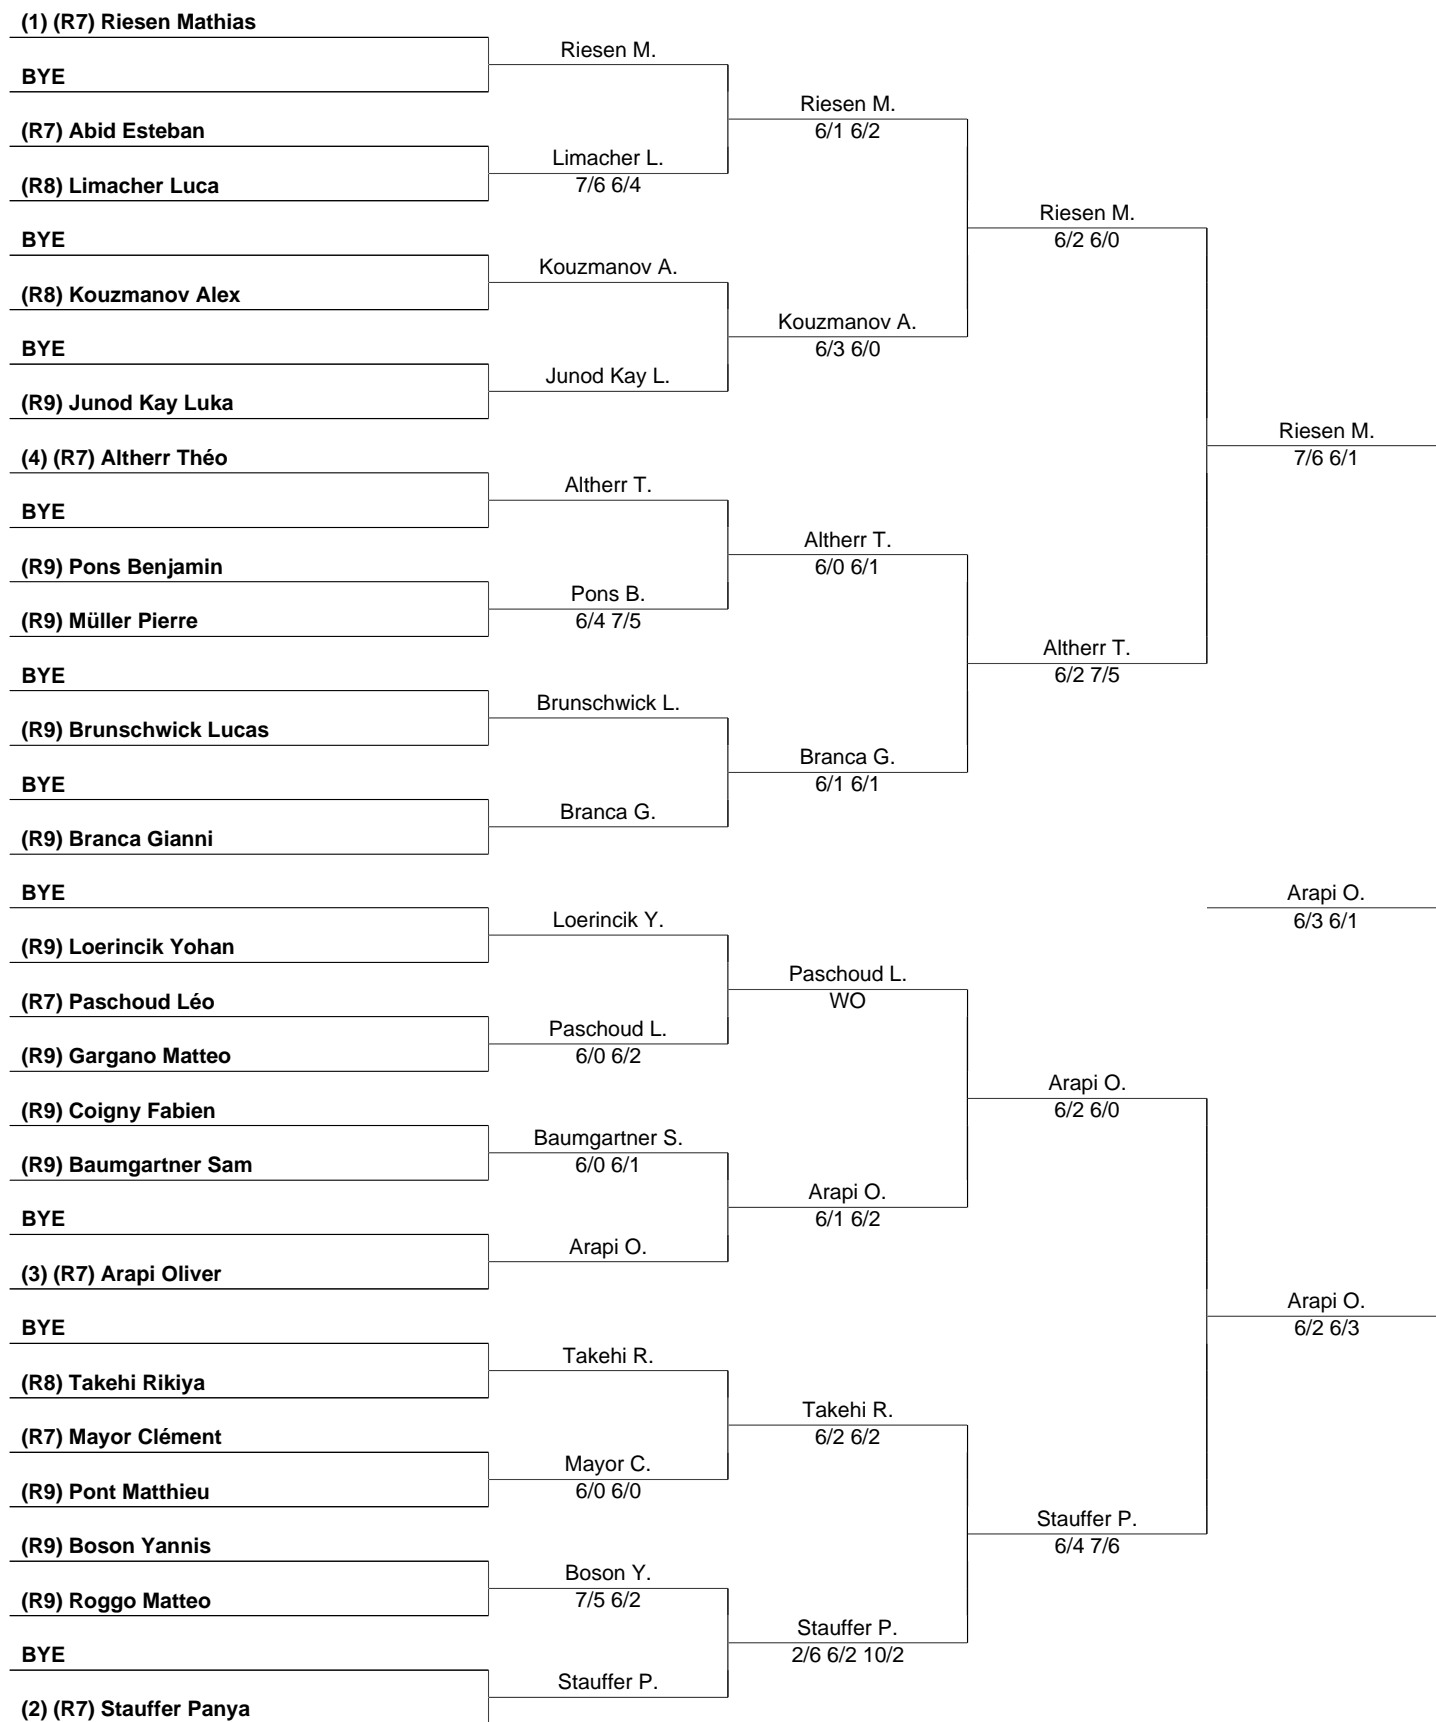 (1) (R7) Riesen Mathias
Riesen M.
BYE
Riesen M.
6/1 6/2
(R7) Abid Esteban
Limacher L.
7/6 6/4
(R8) Limacher Luca
Riesen M.
6/2 6/0
BYE
Kouzmanov A.
(R8) Kouzmanov Alex
Kouzmanov A.
6/3 6/0
BYE
Junod Kay L.
(R9) Junod Kay Luka
Riesen M.
7/6 6/1
(4) (R7) Altherr Théo
Altherr T.
BYE
Altherr T.
6/0 6/1
(R9) Pons Benjamin
Pons B.
6/4 7/5
(R9) Müller Pierre
Altherr T.
6/2 7/5
BYE
Brunschwick L.
(R9) Brunschwick Lucas
Branca G.
6/1 6/1
BYE
Branca G.
(R9) Branca Gianni
BYE
Arapi O.
6/3 6/1
Loerincik Y.
(R9) Loerincik Yohan
Paschoud L.
WO
(R7) Paschoud Léo
Paschoud L.
6/0 6/2
(R9) Gargano Matteo
Arapi O.
6/2 6/0
(R9) Coigny Fabien
Baumgartner S.
6/0 6/1
(R9) Baumgartner Sam
Arapi O.
6/1 6/2
BYE
Arapi O.
(3) (R7) Arapi Oliver
Arapi O.
6/2 6/3
BYE
Takehi R.
(R8) Takehi Rikiya
Takehi R.
6/2 6/2
(R7) Mayor Clément
Mayor C.
6/0 6/0
(R9) Pont Matthieu
Stauffer P.
6/4 7/6
(R9) Boson Yannis
Boson Y.
7/5 6/2
(R9) Roggo Matteo
Stauffer P.
2/6 6/2 10/2
BYE
Stauffer P.
(2) (R7) Stauffer Panya